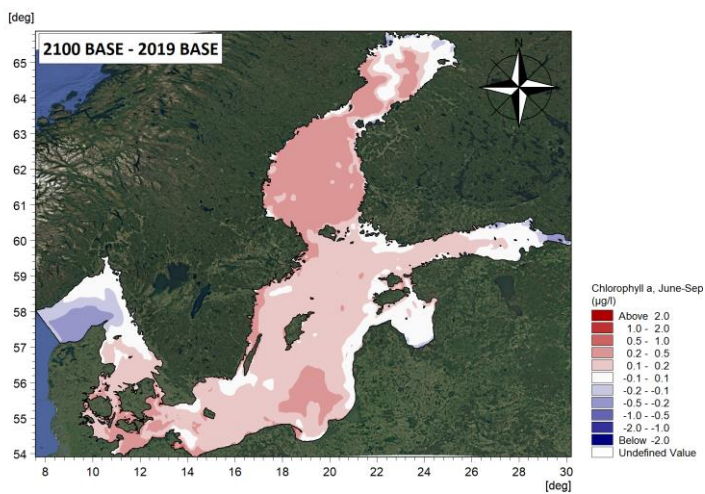 [deg]
2100 BASE - 2019 BASE
N
65
64
63
62
61
60
59
58
57
56
55
54
8 10 12 14 16 18 20 22 24 26 28 30
[deg]
Chlorophyll a, June-Sep
(µg/l)
Above 2.0
1.0 - 2.0
0.5 - 1.0
0.2 - 0.5
0.1 - 0.2
-0.1 - 0.1
-0.2 - -0.1
-0.5 - -0.2
-1.0 - -0.5
-2.0 - -1.0
Below -2.0
Undefined Value